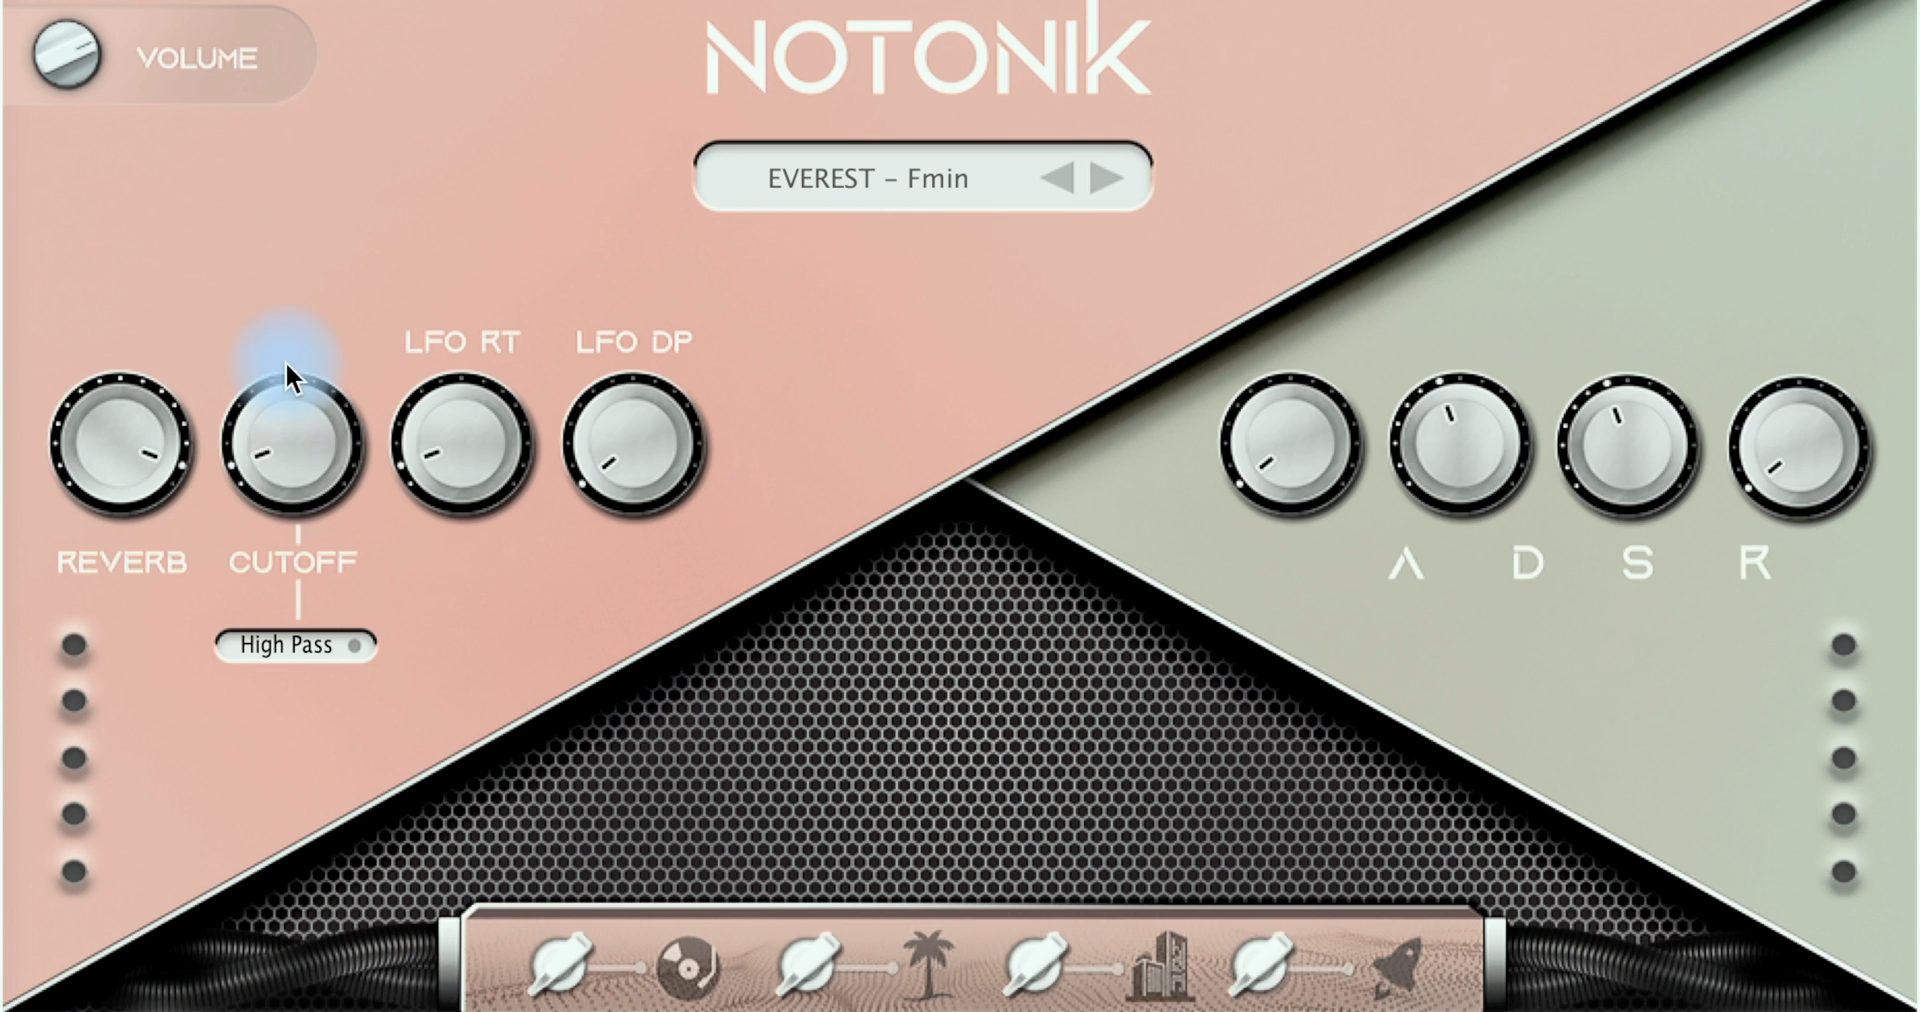 VOLUME
NOTONIK
EVEREST – Fmin
LFO RT
LFO DP
REVERB
CUTOFF
A D S R
High Pass